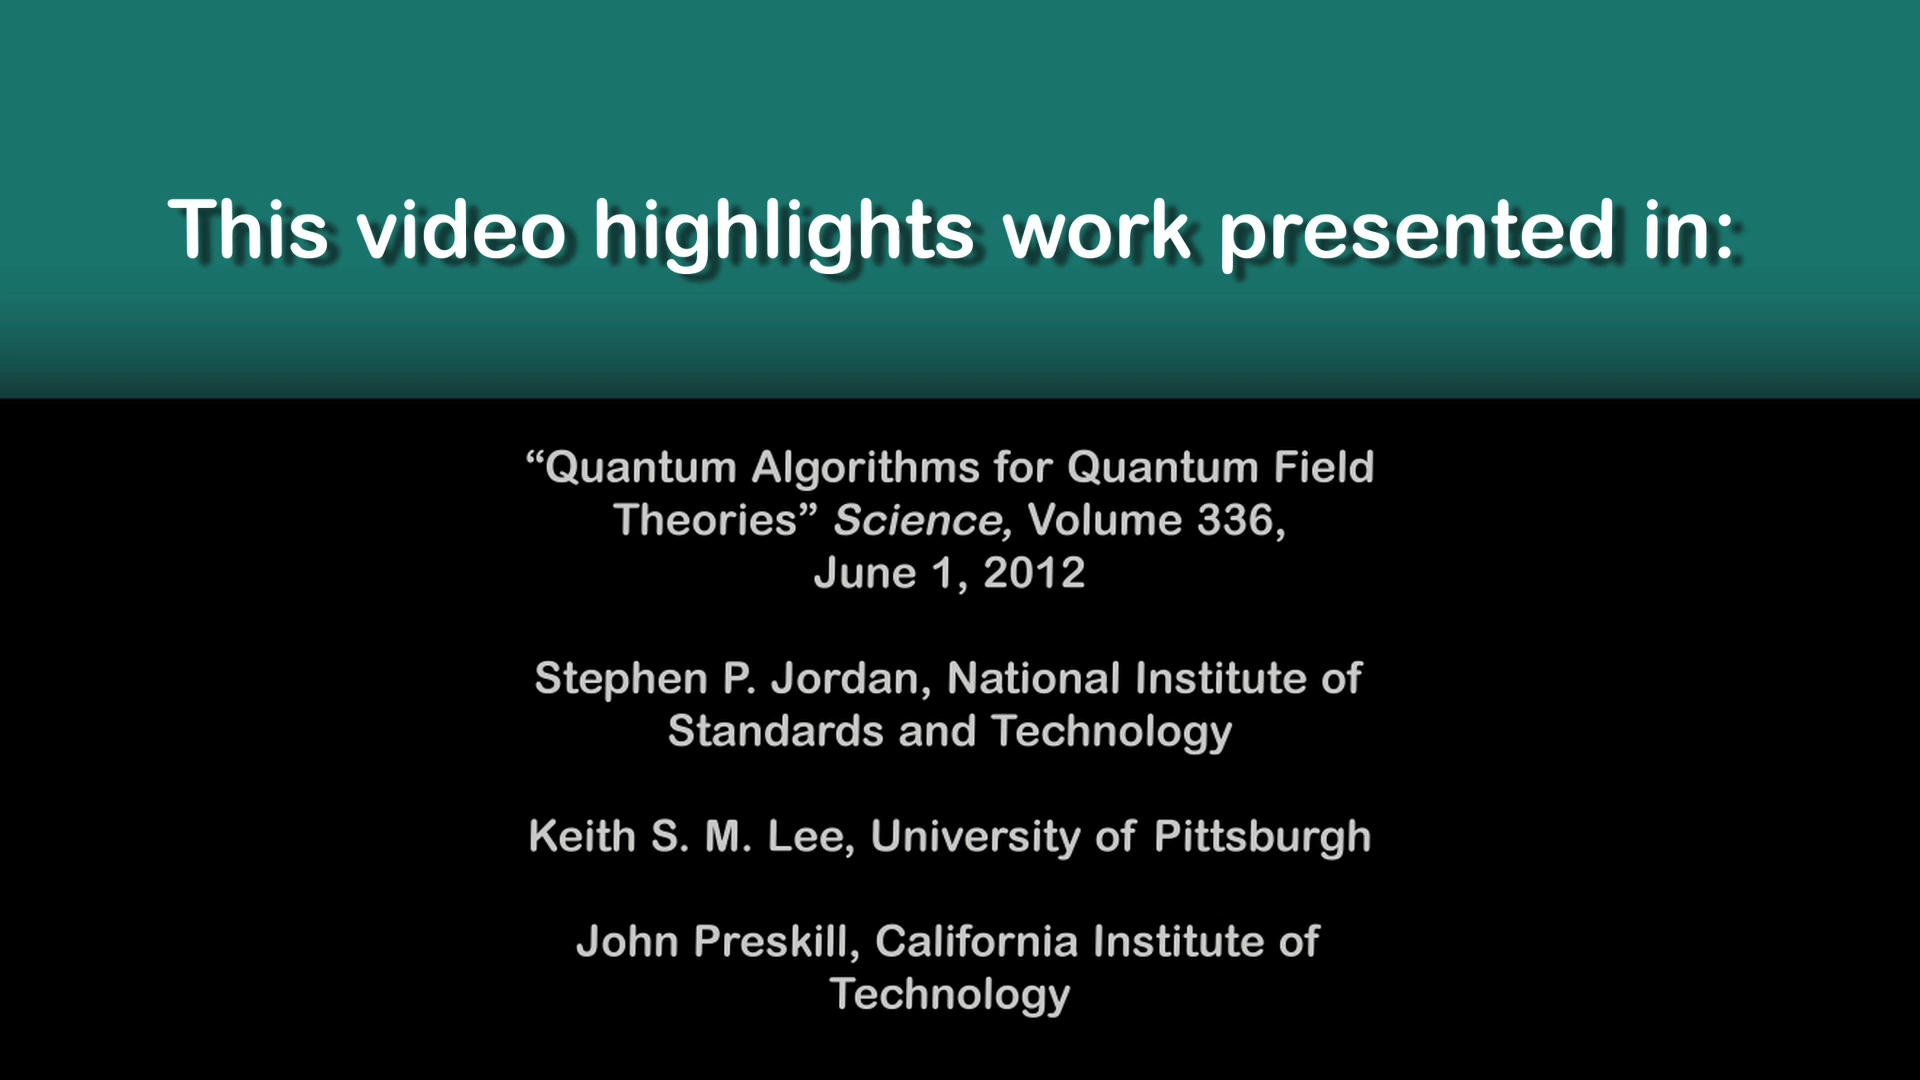 This video highlights work presented in:
“Quantum Algorithms for Quantum Field
Theories” Science, Volume 336,
June 1, 2012
Stephen P. Jordan, National Institute of
Standards and Technology
Keith S. M. Lee, University of Pittsburgh
John Preskill, California Institute of
Technology